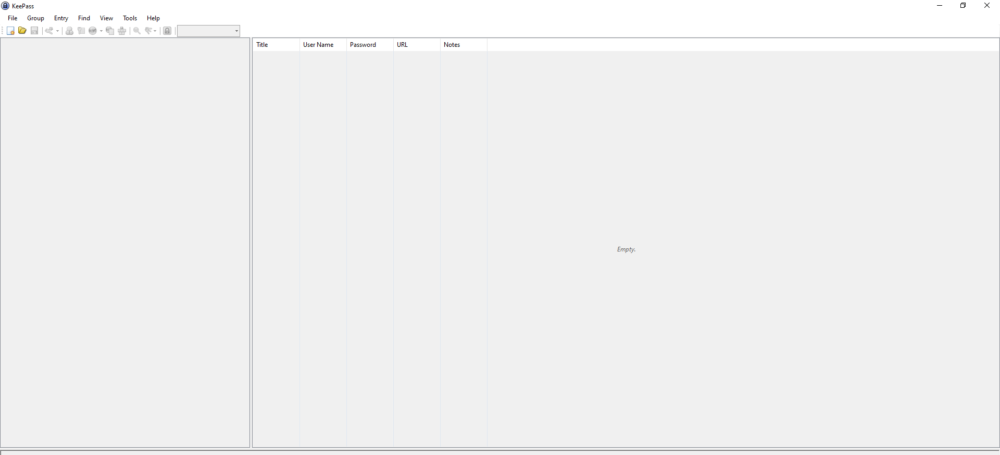 KeePass
File Group Entry Find View Tools Help
Title User Name Password URL Notes
Empty.